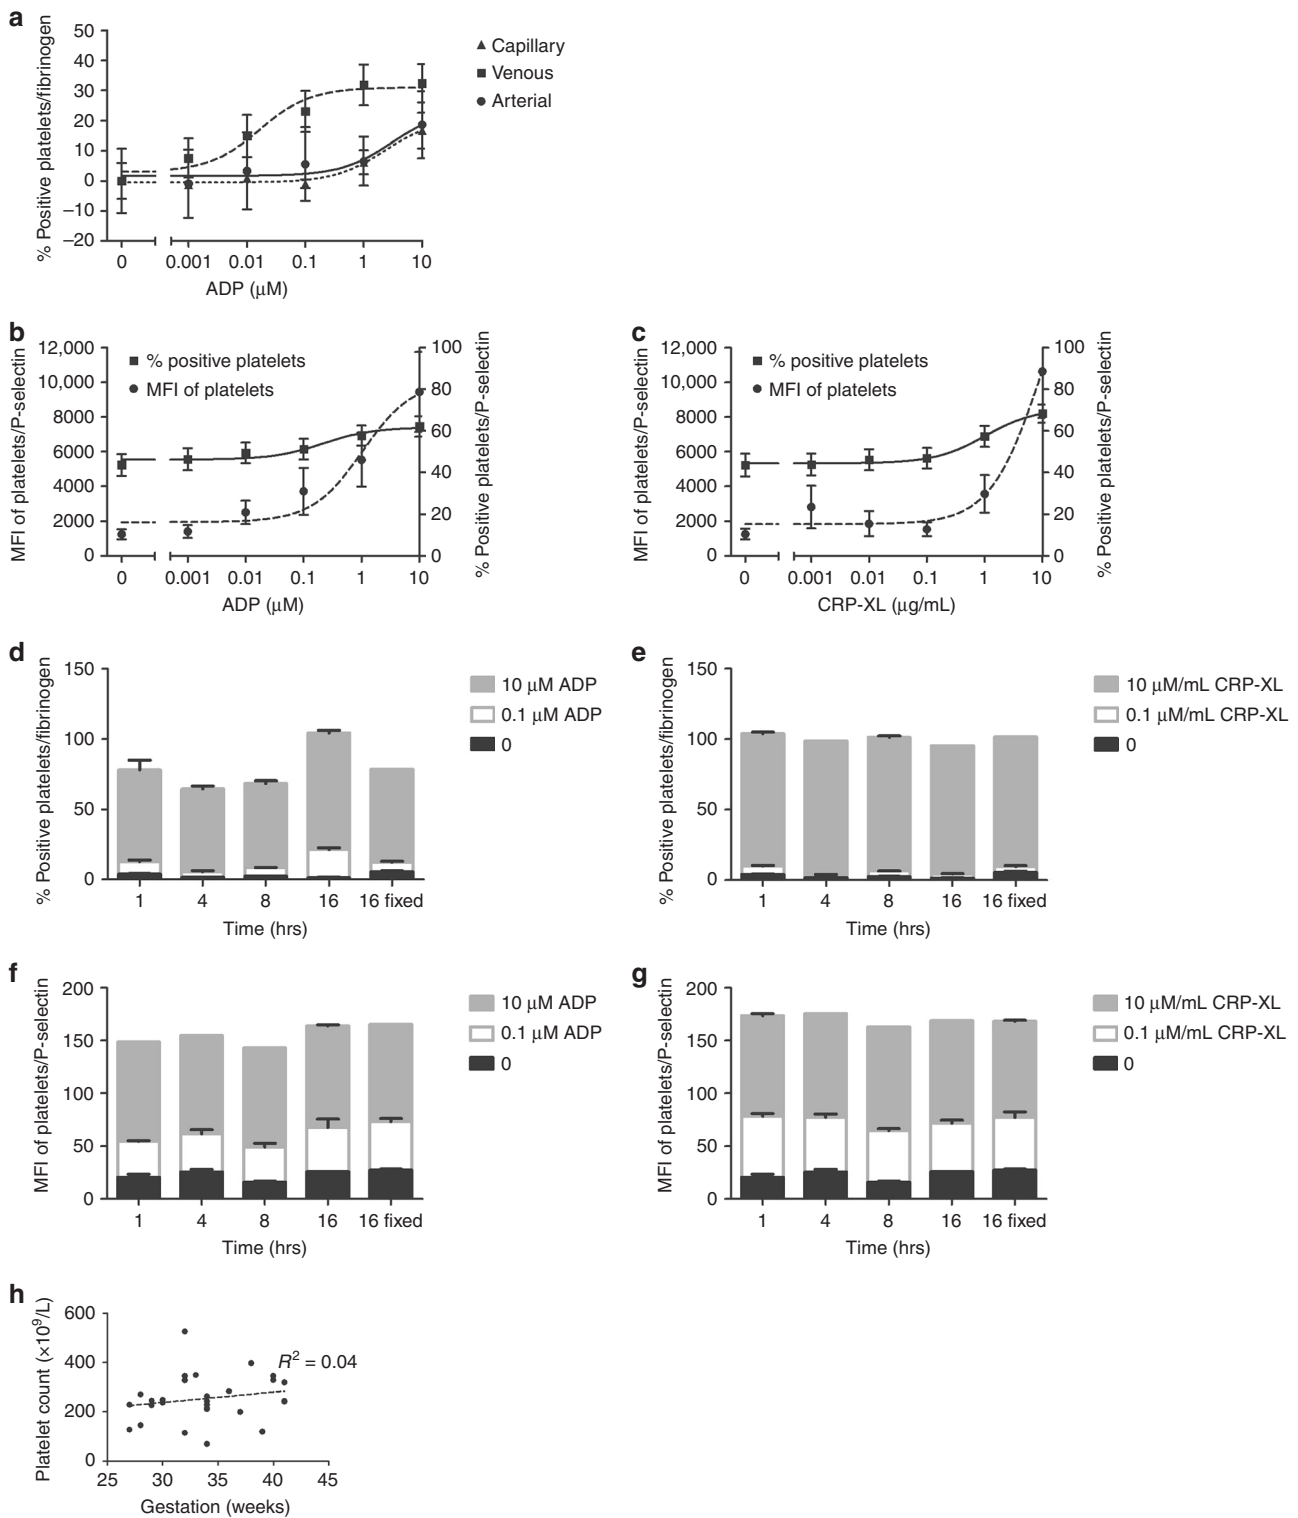 a
% Positive platelets/fibrinogen
50
40
30
20
10
0
–10
–20
0 0.001 0.01 0.1 1 10
ADP (μM)
Capillary
Venous
Arterial
b
MFI of platelets/P-selectin
12,000
10,000
8000
6000
4000
2000
0
% positive platelets
MFI of platelets
100
80
60
40
20
0
% Positive platelets/P-selectin
0 0.001 0.01 0.1 1 10
ADP (μM)
c
MFI of platelets/P-selectin
12,000
10,000
8000
6000
4000
2000
0
% positive platelets
MFI of platelets
100
80
60
40
20
0
% Positive platelets/P-selectin
0 0.001 0.01 0.1 1 10
CRP-XL (μg/mL)
d
% Positive platelets/fibrinogen
150
100
50
0
1 4 8 16 16 fixed
Time (hrs)
10 μM ADP
0.1 μM ADP
0
e
% Positive platelets/fibrinogen
150
100
50
0
1 4 8 16 16 fixed
Time (hrs)
10 μM/mL CRP-XL
0.1 μM/mL CRP-XL
0
f
MFI of platelets/P-selectin
200
150
100
50
0
1 4 8 16 16 fixed
Time (hrs)
10 μM ADP
0.1 μM ADP
0
g
MFI of platelets/P-selectin
200
150
100
50
0
1 4 8 16 16 fixed
Time (hrs)
10 μM/mL CRP-XL
0.1 μM/mL CRP-XL
0
h
Platelet count (×10⁹/L)
600
400
200
0
R² = 0.04
25 30 35 40 45
Gestation (weeks)